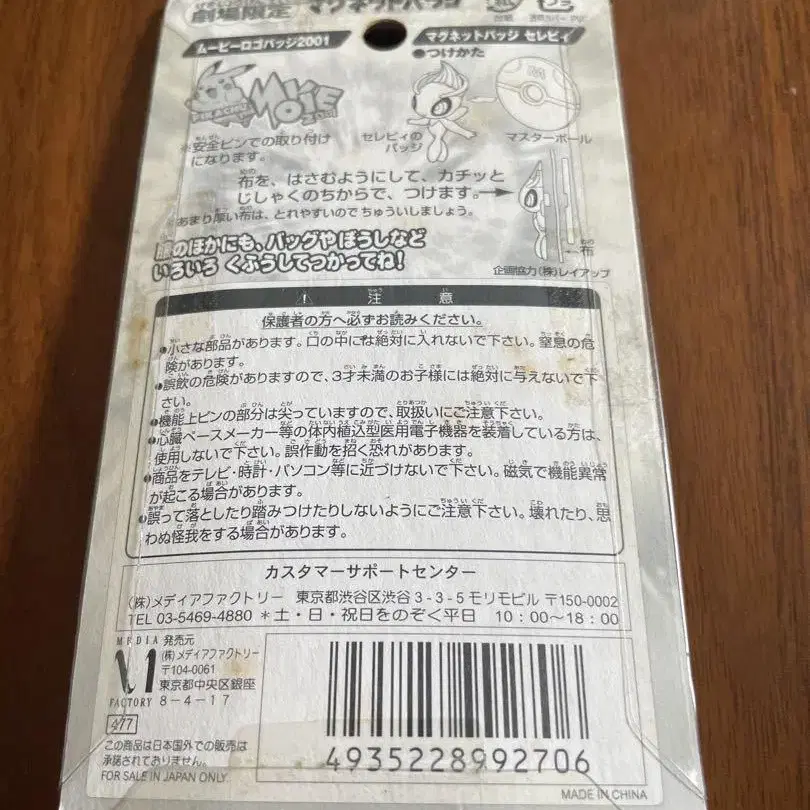 劇場限定 マグネットバッジ
台紙
ムービーロゴバッジ2001
マグネットバッジ セレビィ
●つけかた
PIKACHU
MOVIE
2001
※安全ピンでの取り付けになります。
セレビィのバッジ
マスターボール
布を、はさむようにして、カチッと
じしゃくのちからで、つけます。→
※あまり厚い布は、とれやすいので ちゅういしましょう。
布
服のほかにも、バッグやぼうしなど
いろいろ くふうしてつかってね!
企画協力(株)レイアップ
⚠ 注意
保護者の方へ必ずお読みください。
●小さな部品があります。口の中には絶対に入れないで下さい。窒息の危
険があります。
●誤飲の危険がありますので、3才未満のお子様には絶対に与えないで下
さい。
●機能上ピンの部分は尖っていますので、取扱いにご注意下さい。
●心臓ペースメーカー等の体内植込型医用電子機器を装着している方は、
使用しないで下さい。誤作動を招く恐れがあります。
●商品をテレビ・時計・パソコン等に近づけないで下さい。磁気で機能異常
が起こる場合があります。
●誤って落としたり踏みつけたりしないようにご注意下さい。壊れたり、思
わぬ怪我をする場合があります。
カスタマーサポートセンター
(株)メディアファクトリー 東京都渋谷区渋谷3-3-5モリモビル 〒150-0002
TEL 03-5469-4880 *土・日・祝日をのぞく平日 10:00〜18:00
MEDIA
FACTORY
発売元
(株)メディアファクトリー
〒104-0061
東京都中央区銀座
8-4-17
477
この商品は日本国外での販売は
承諾されておりません。
FOR SALE IN JAPAN ONLY.
4935228992706
MADE IN CHINA